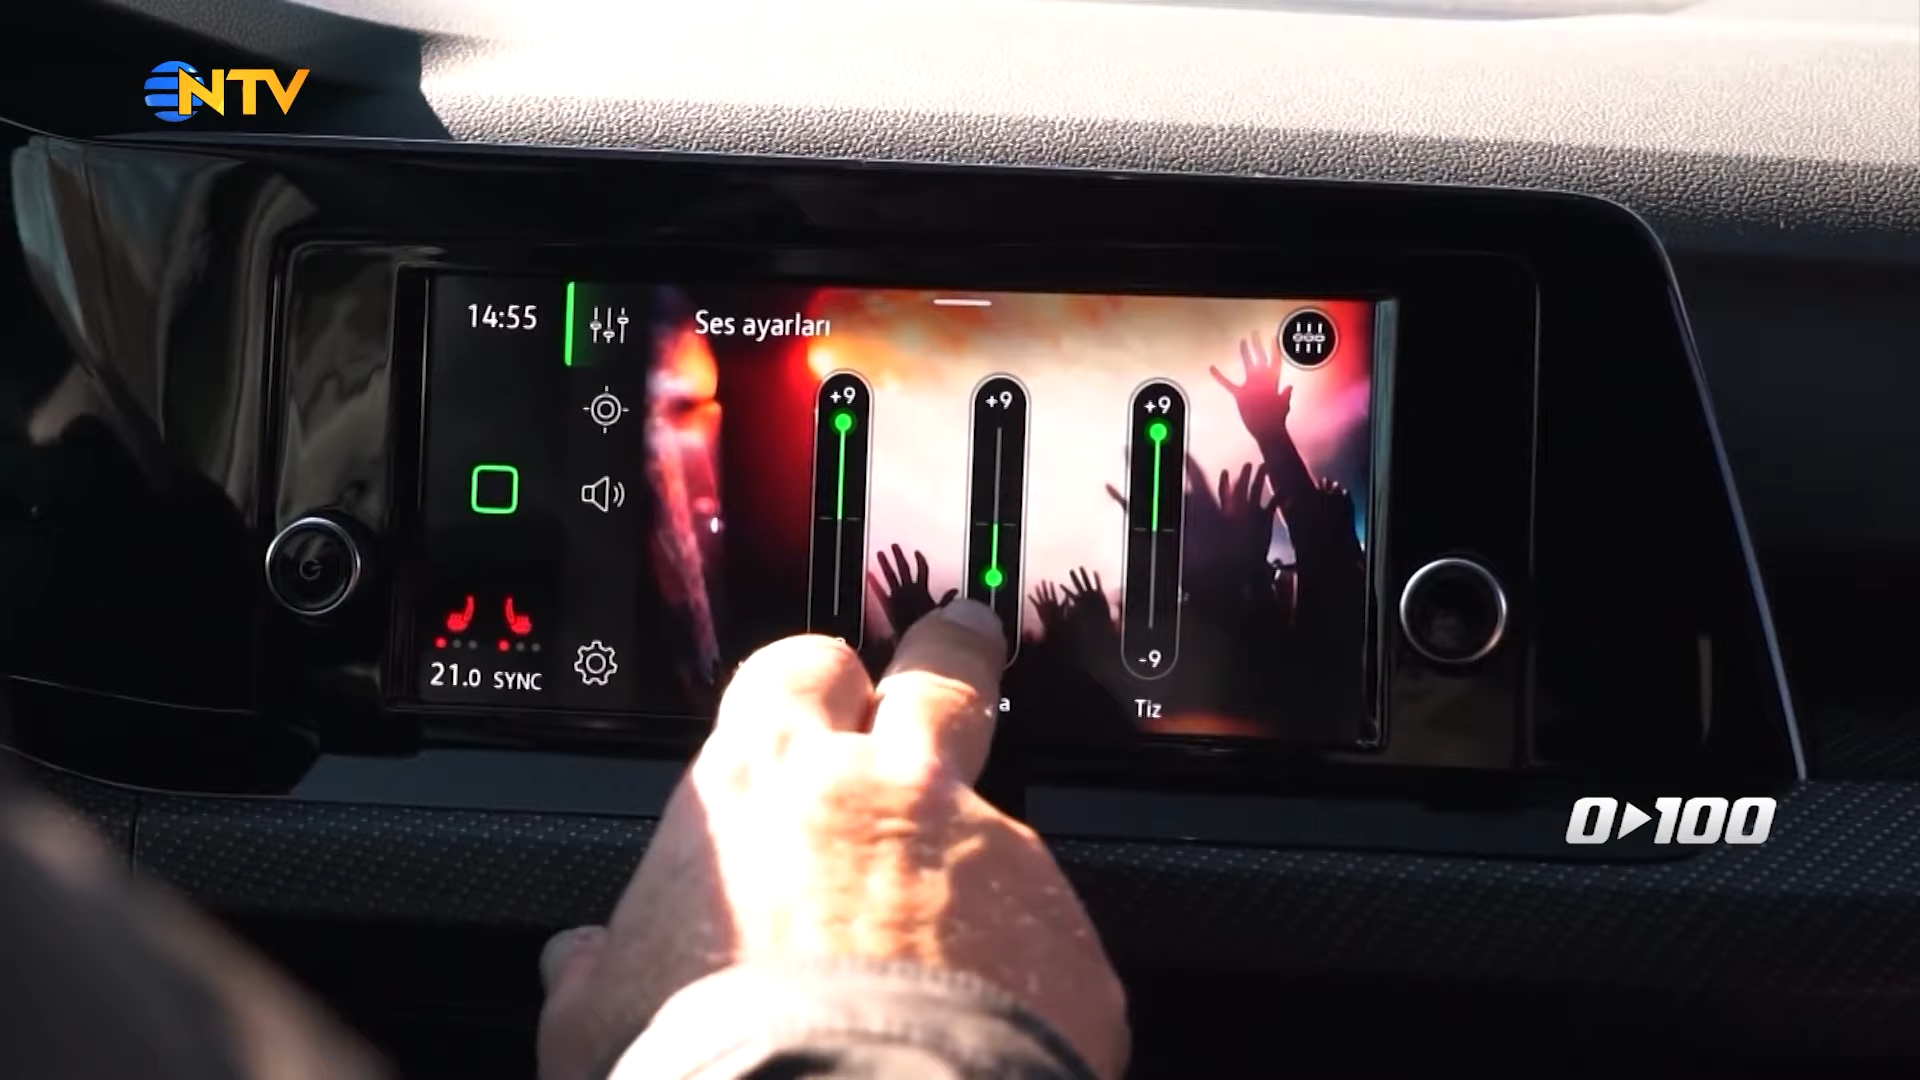 NTV
14:55
Ses ayarları
+9
+9
+9
-9
Tiz
21.0 SYNC
0▶100